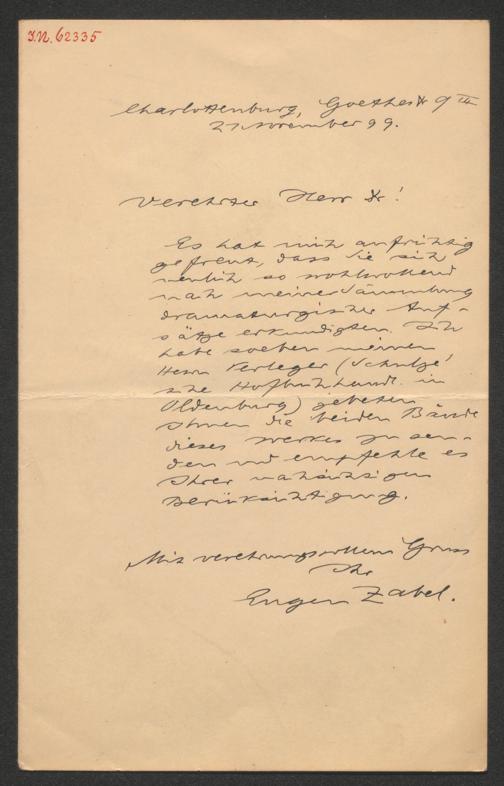 I.N. 62335
Charlottenburg, Goethestr 9 III
21. November 99.
Verehrter Herr Dr!
Es hat mich aufrichtig
gefreut, dass Sie sich
neulich so wohlwollend
nach meiner Sammlung
dramaturgischer Auf-
sätze erkundigten. Ich
habe soeben meinen
Herrn Verleger (Schulze'
sche Hofbuchhandl. in
Oldenburg) gebeten
Ihnen die beiden Bände
dieses Werkes zu sen-
den und empfehle es
Ihrer nachsichtigen
Berücksichtigung.
Mit verehrungsvollem Gruss
Ihr
Eugen Zabel.